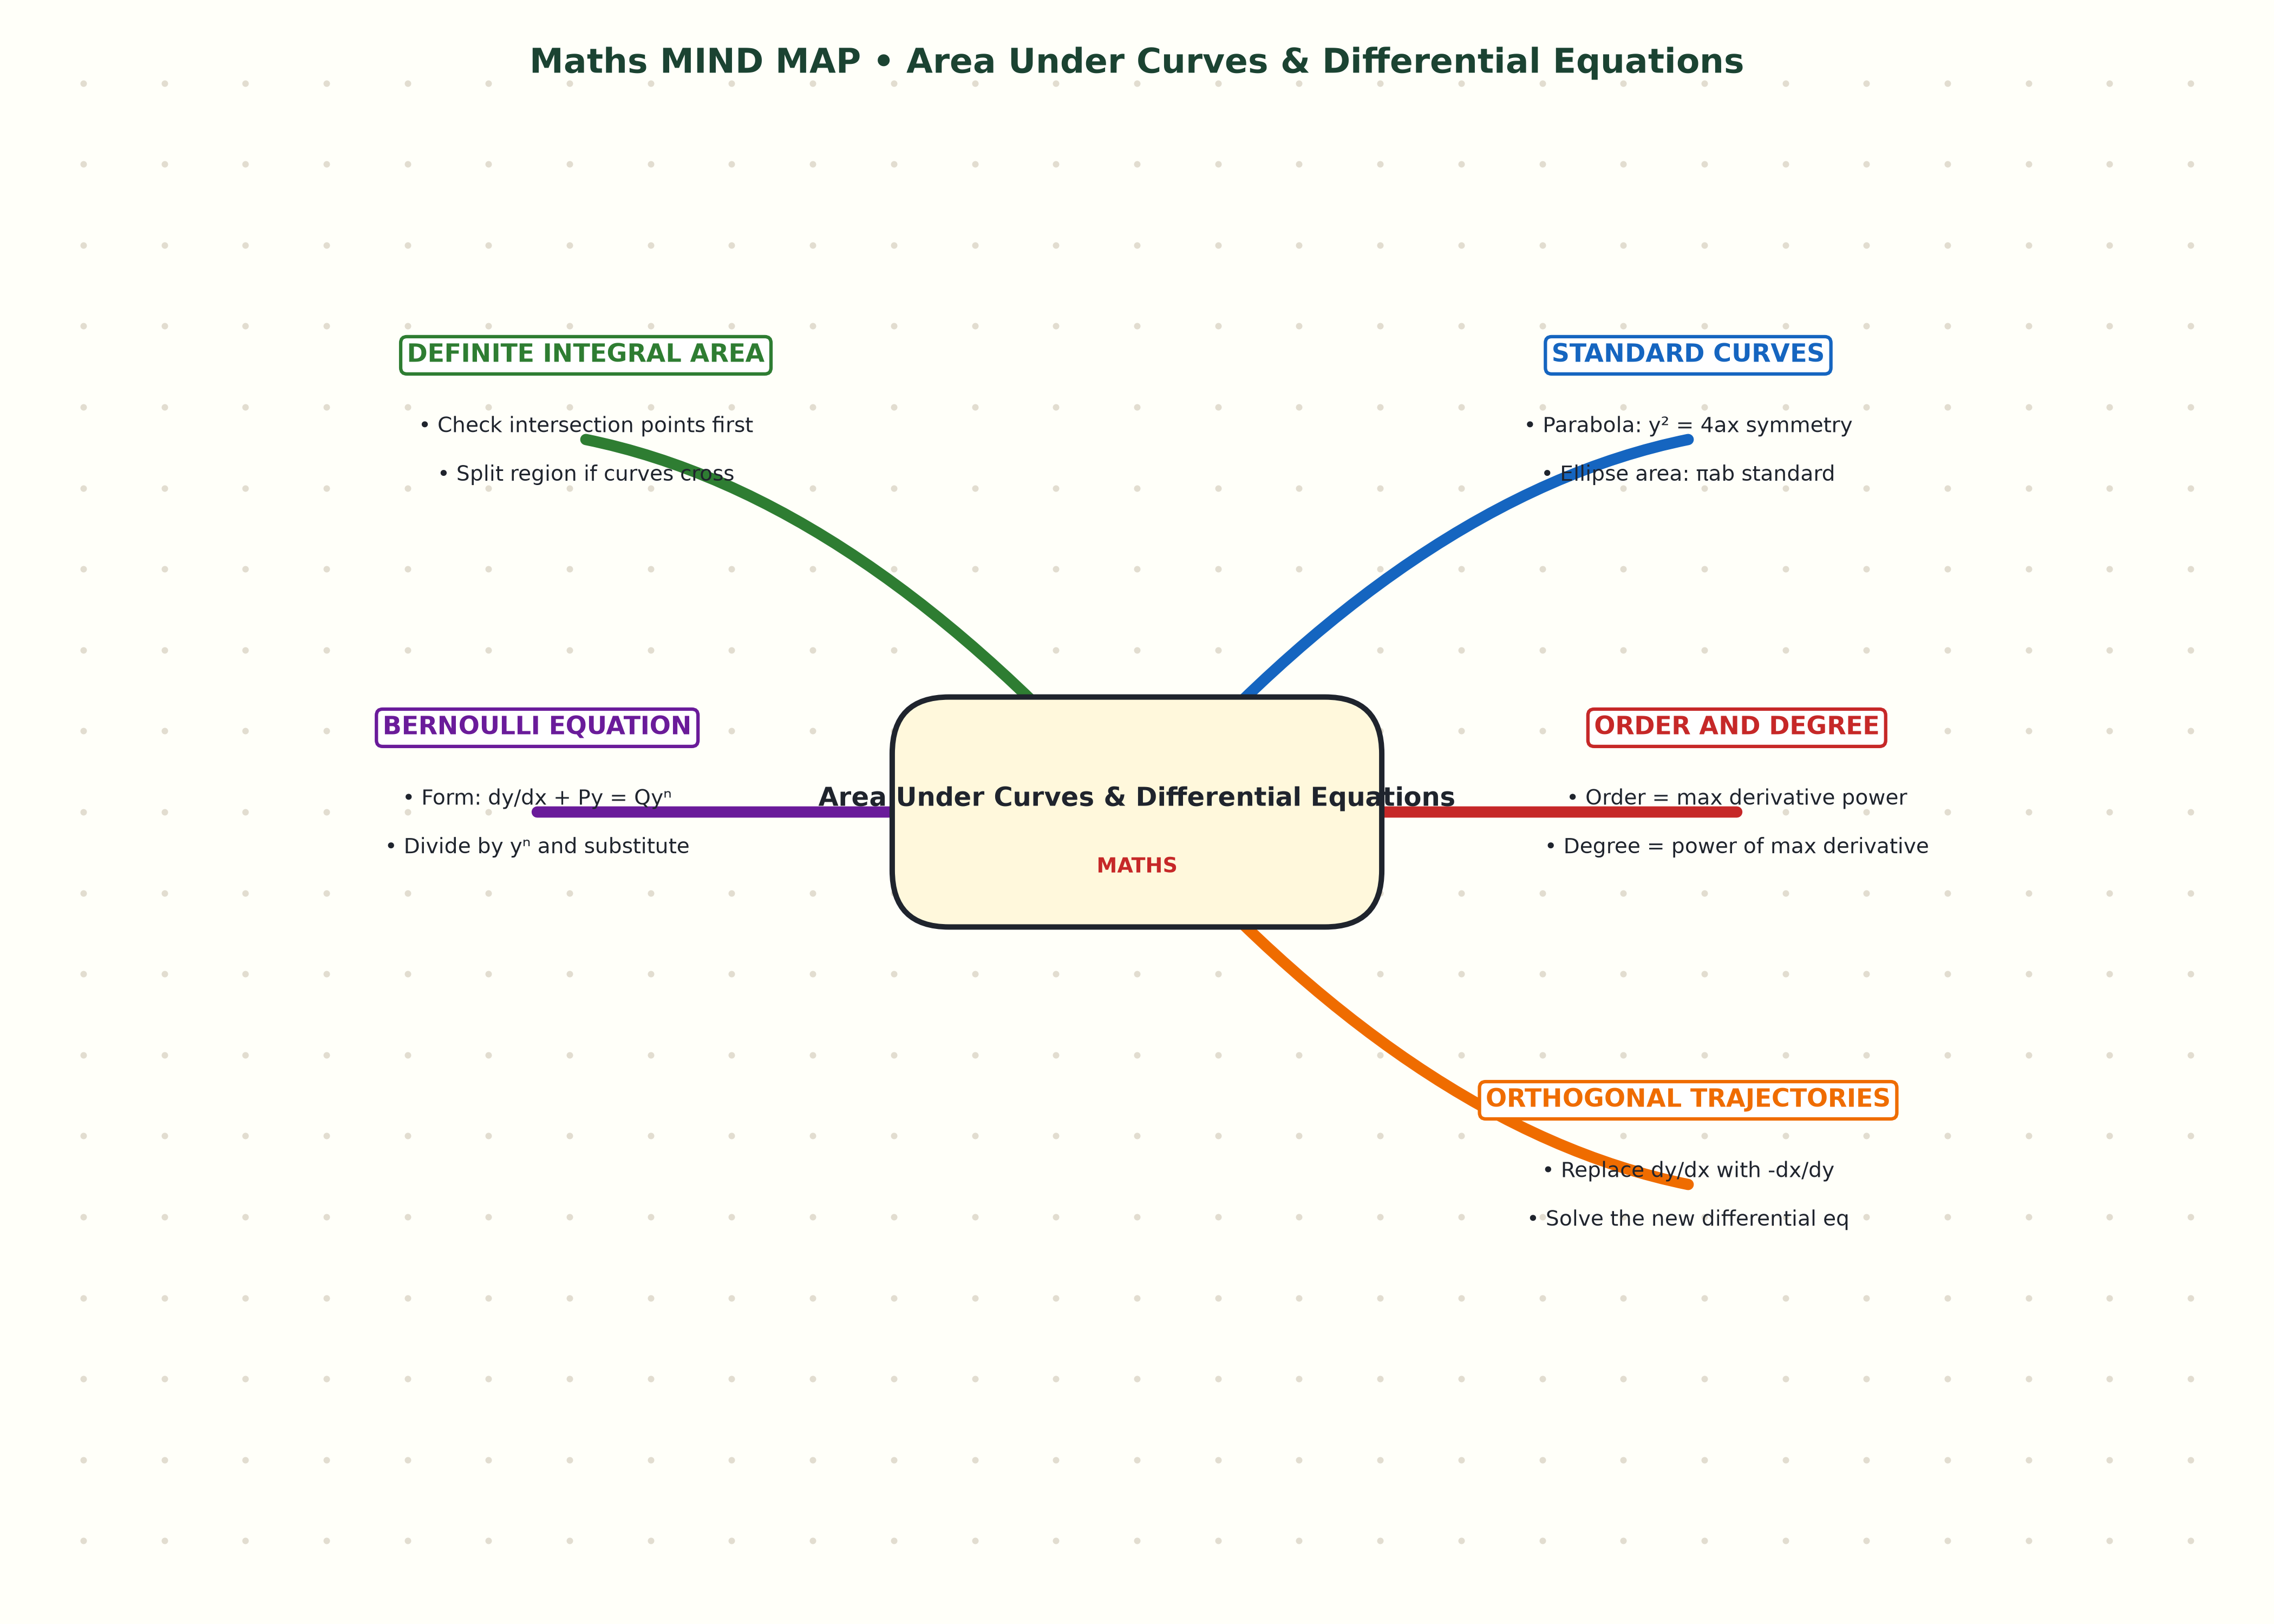 Maths MIND MAP • Area Under Curves & Differential Equations
DEFINITE INTEGRAL AREA
• Check intersection points first
• Split region if curves cross
STANDARD CURVES
• Parabola: y² = 4ax symmetry
• Ellipse area: πab standard
BERNOULLI EQUATION
• Form: dy/dx + Py = Qyⁿ
• Divide by yⁿ and substitute
Area Under Curves & Differential Equations
MATHS
ORDER AND DEGREE
• Order = max derivative power
• Degree = power of max derivative
ORTHOGONAL TRAJECTORIES
• Replace dy/dx with -dx/dy
• Solve the new differential eq